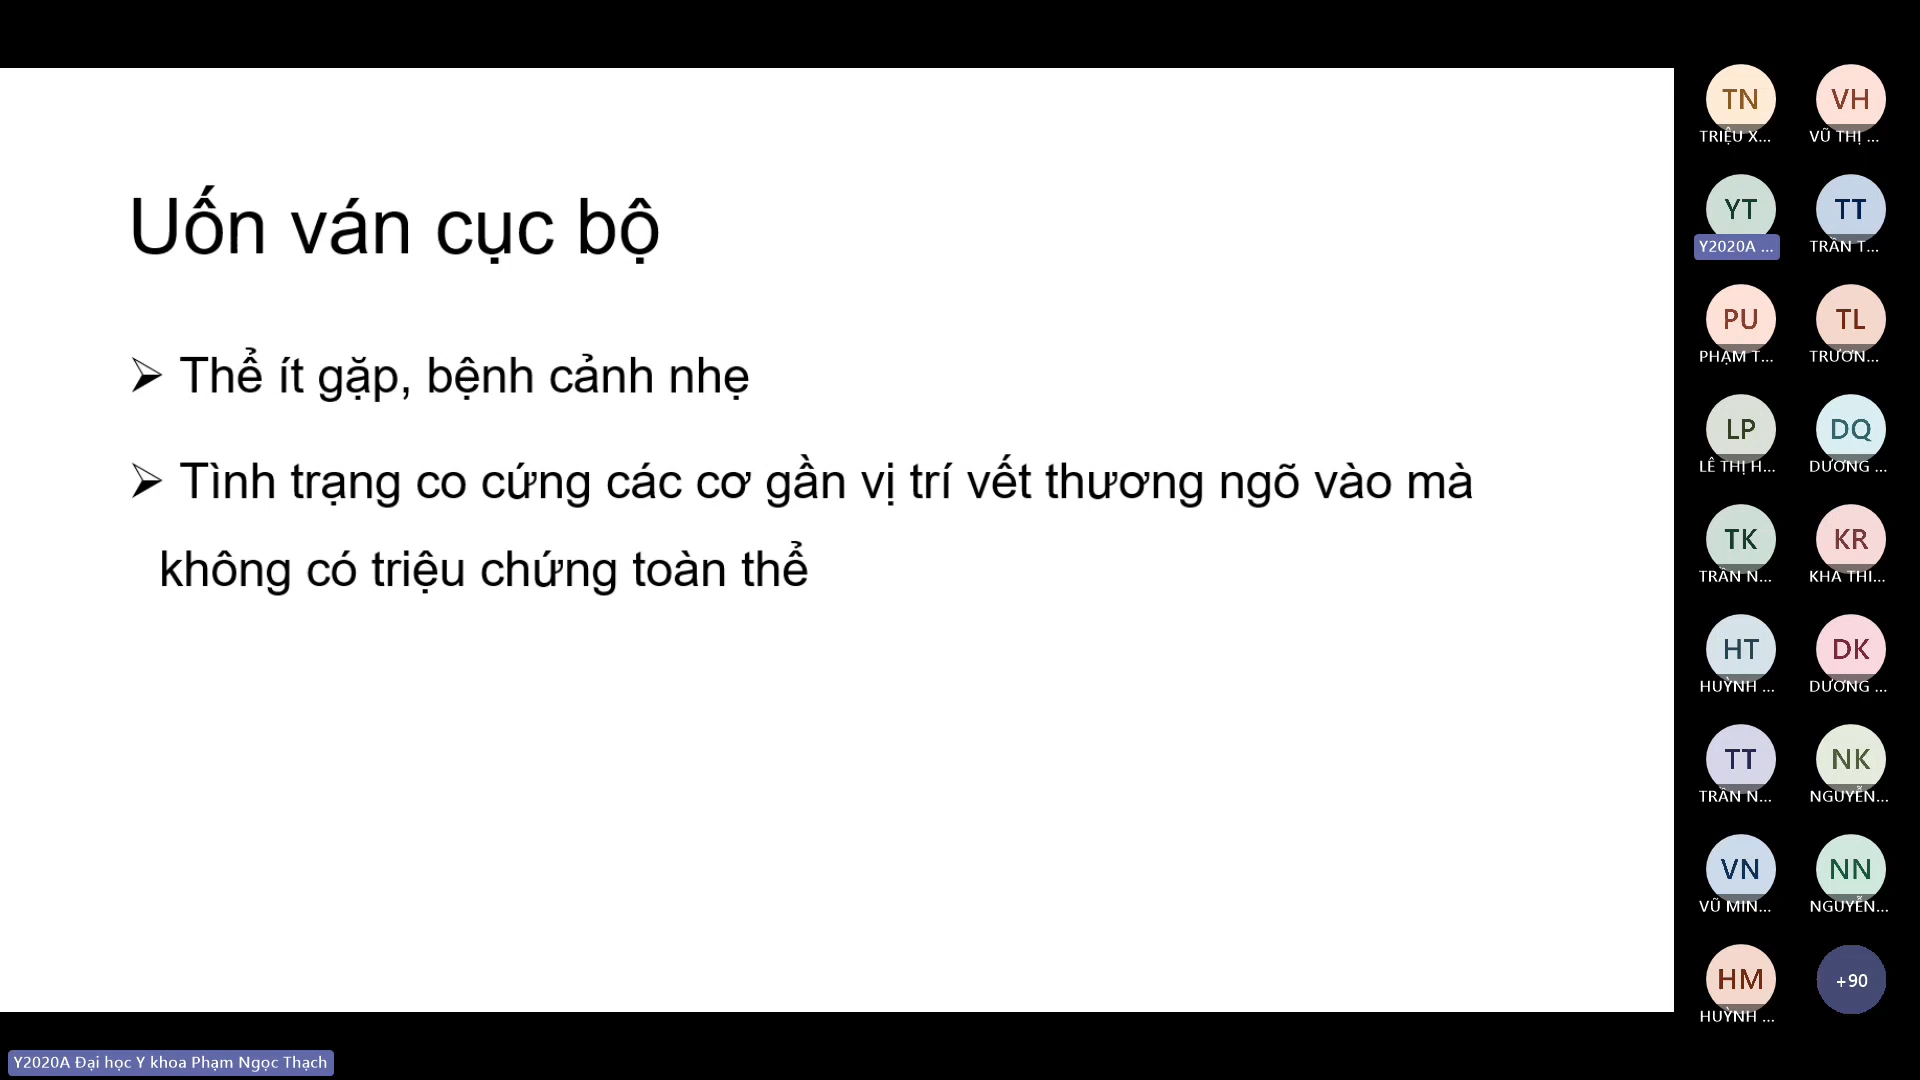 Uốn ván cục bộ
➢ Thể ít gặp, bệnh cảnh nhẹ
➢ Tình trạng co cứng các cơ gần vị trí vết thương ngõ vào mà
không có triệu chứng toàn thể
TN VH
TRIỆU X... VŨ THỊ ...
YT TT
Y2020A ... TRẦN T...
PU TL
PHẠM T... TRƯƠN...
LP DQ
LÊ THỊ H... DƯƠNG ...
TK KR
TRẦN N... KHA THI...
HT DK
HUỲNH ... DƯƠNG ...
TT NK
TRẦN N... NGUYỄN...
VN NN
VŨ MIN... NGUYỄN...
HM +90
HUỲNH ...
Y2020A Đại học Y khoa Phạm Ngọc Thạch